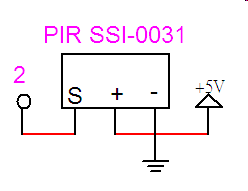 PIR SSI-0031
2
+5V
S + -